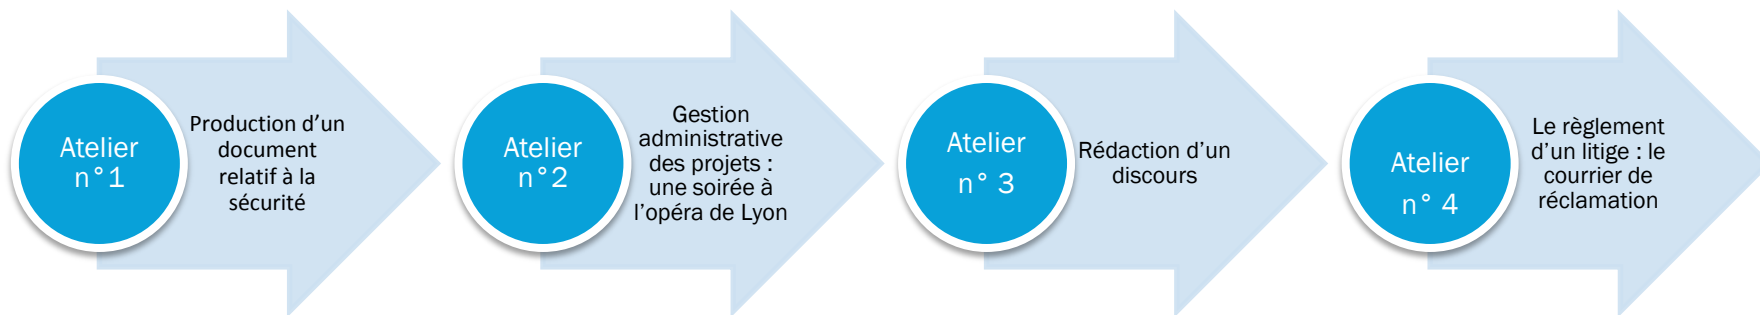 Atelier
n°1
Production d’un
document
relatif à la
sécurité
Atelier
n°2
Gestion
administrative
des projets :
une soirée à
l’opéra de Lyon
Atelier
n° 3
Rédaction d’un
discours
Atelier
n° 4
Le règlement
d’un litige : le
courrier de
réclamation